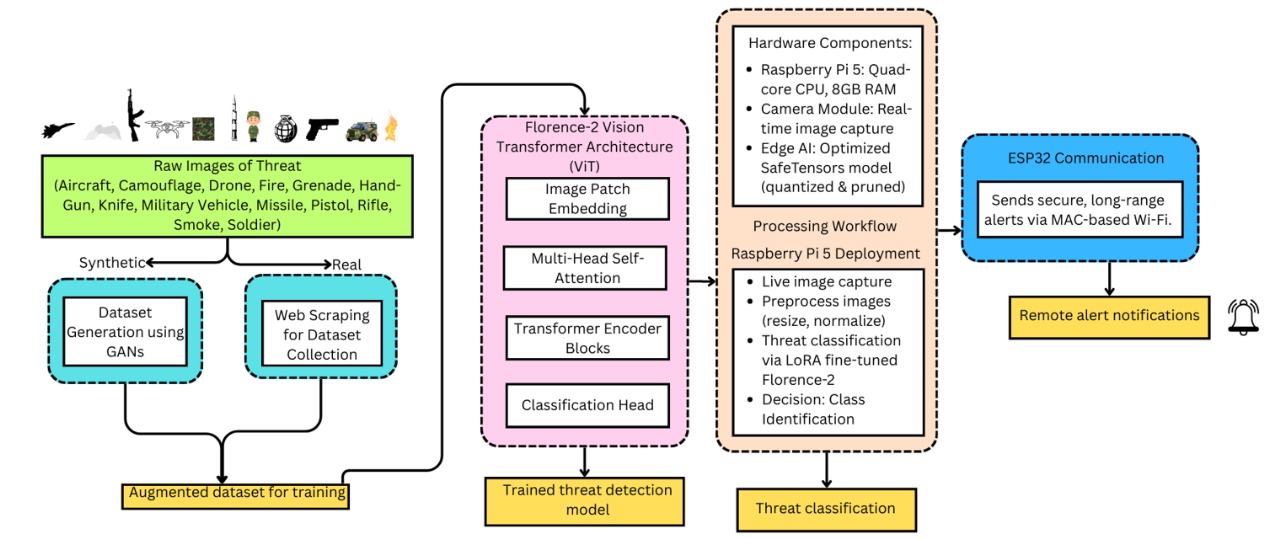 Raw Images of Threat
(Aircraft, Camouflage, Drone, Fire, Grenade, Hand-
Gun, Knife, Military Vehicle, Missile, Pistol, Rifle,
Smoke, Soldier)
Synthetic
Real
Dataset
Generation using
GANs
Web Scraping
for Dataset
Collection
Augmented dataset for training
Florence-2 Vision
Transformer Architecture
(ViT)
Image Patch
Embedding
Multi-Head Self-
Attention
Transformer Encoder
Blocks
Classification Head
Trained threat detection
model
Hardware Components:
• Raspberry Pi 5: Quad-
core CPU, 8GB RAM
• Camera Module: Real-
time image capture
• Edge AI: Optimized
SafeTensors model
(quantized & pruned)
Processing Workflow
Raspberry Pi 5 Deployment
• Live image capture
• Preprocess images
(resize, normalize)
• Threat classification
via LoRA fine-tuned
Florence-2
• Decision: Class
Identification
Threat classification
ESP32 Communication
Sends secure, long-range
alerts via MAC-based Wi-Fi.
Remote alert notifications